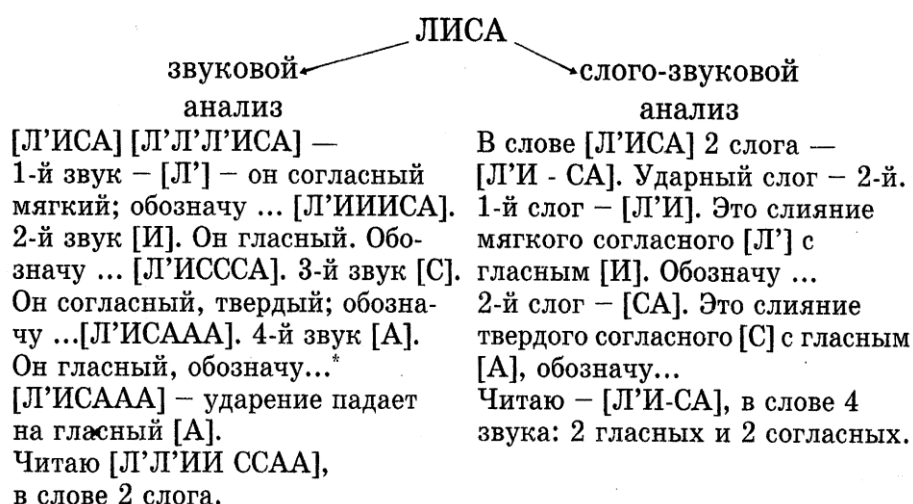 ЛИСА
звуковой
анализ
[Л’ИСА] [Л’Л’Л’ИСА] –
1-й звук – [Л’] – он согласный
мягкий; обозначу ... [Л’ИИИСА].
2-й звук [И]. Он гласный. Обо-
значу ... [Л’ИСССА]. 3-й звук [С].
Он согласный, твердый; обозна-
чу ...[Л’ИСААА]. 4-й звук [А].
Он гласный, обозначу...*
[Л’ИСААА] – ударение падает
на гласный [А].
Читаю [Л’Л’ИИ ССАА],
в слове 2 слога.
слого-звуковой
анализ
В слове [Л’ИСА] 2 слога –
[Л’И - СА]. Ударный слог – 2-й.
1-й слог – [Л’И]. Это слияние
мягкого согласного [Л’] с
гласным [И]. Обозначу ...
2-й слог – [СА]. Это слияние
твердого согласного [С] с гласным
[А], обозначу...
Читаю – [Л’И-СА], в слове 4
звука: 2 гласных и 2 согласных.